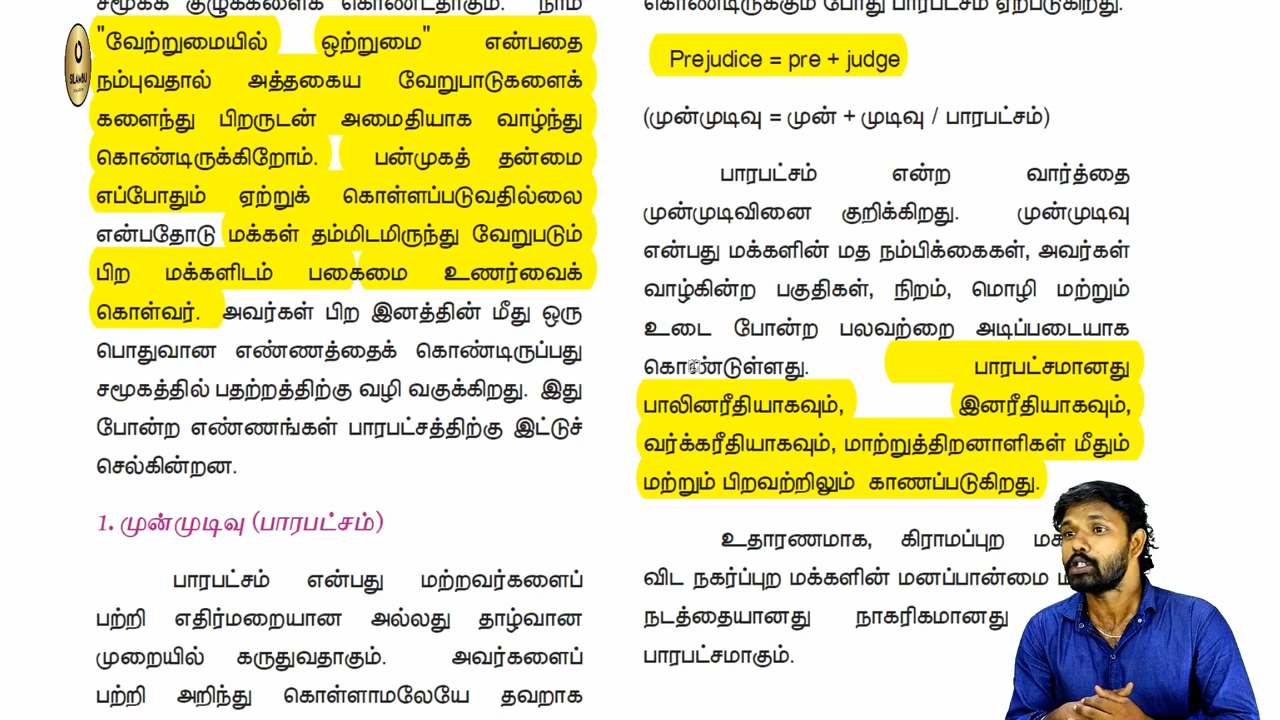 சமூகக் குழுக்களைக் கொண்டதாகும். நாம்
"வேற்றுமையில் ஒற்றுமை" என்பதை
நம்புவதால் அத்தகைய வேறுபாடுகளைக்
களைந்து பிறருடன் அமைதியாக வாழ்ந்து
கொண்டிருக்கிறோம். பன்முகத் தன்மை
எப்போதும் ஏற்றுக் கொள்ளப்படுவதில்லை
என்பதோடு மக்கள் தம்மிடமிருந்து வேறுபடும்
பிற மக்களிடம் பகைமை உணர்வைக்
கொள்வர். அவர்கள் பிற இனத்தின் மீது ஒரு
பொதுவான எண்ணத்தைக் கொண்டிருப்பது
சமூகத்தில் பதற்றத்திற்கு வழி வகுக்கிறது. இது
போன்ற எண்ணங்கள் பாரபட்சத்திற்கு இட்டுச்
செல்கின்றன.
1. முன்முடிவு (பாரபட்சம்)
பாரபட்சம் என்பது மற்றவர்களைப்
பற்றி எதிர்மறையான அல்லது தாழ்வான
முறையில் கருதுவதாகும். அவர்களைப்
பற்றி அறிந்து கொள்ளாமலேயே தவறாக
கொண்டிருக்கும் போது பாரபட்சம் ஏற்படுகிறது.
Prejudice = pre + judge
(முன்முடிவு = முன் + முடிவு / பாரபட்சம்)
பாரபட்சம் என்ற வார்த்தை
முன்முடிவினை குறிக்கிறது. முன்முடிவு
என்பது மக்களின் மத நம்பிக்கைகள், அவர்கள்
வாழ்கின்ற பகுதிகள், நிறம், மொழி மற்றும்
உடை போன்ற பலவற்றை அடிப்படையாக
கொண்டுள்ளது. பாரபட்சமானது
பாலினரீதியாகவும், இனரீதியாகவும்,
வர்க்கரீதியாகவும், மாற்றுத்திறனாளிகள் மீதும்
மற்றும் பிறவற்றிலும் காணப்படுகிறது.
உதாரணமாக, கிராமப்புற
விட நகர்ப்புற மக்களின் மனப்பான்மை
நடத்தையானது நாகரிகமானது
பாரபட்சமாகும்.
SILAMBU